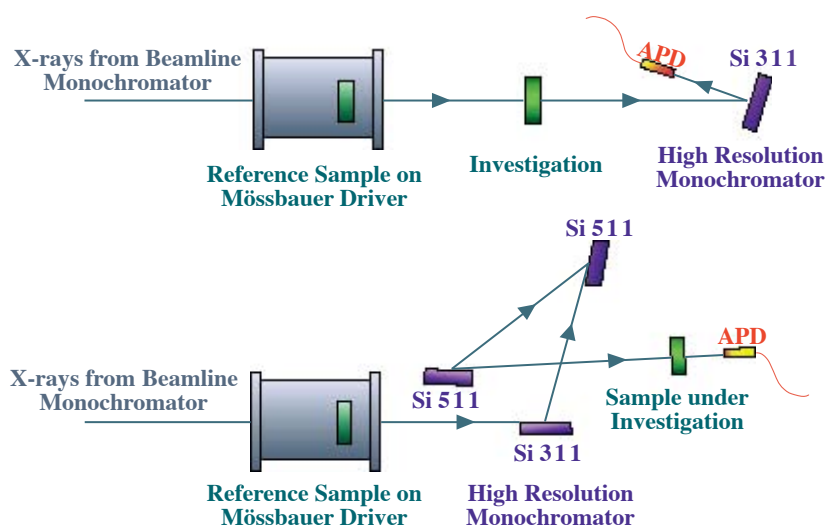 X-rays from Beamline
Monochromator
APD
Si 311
Reference Sample on
Mössbauer Driver
Investigation
High Resolution
Monochromator
Si 511
X-rays from Beamline
Monochromator
Si 511
APD
Sample under
Investigation
Si 311
Reference Sample on
Mössbauer Driver
High Resolution
Monochromator